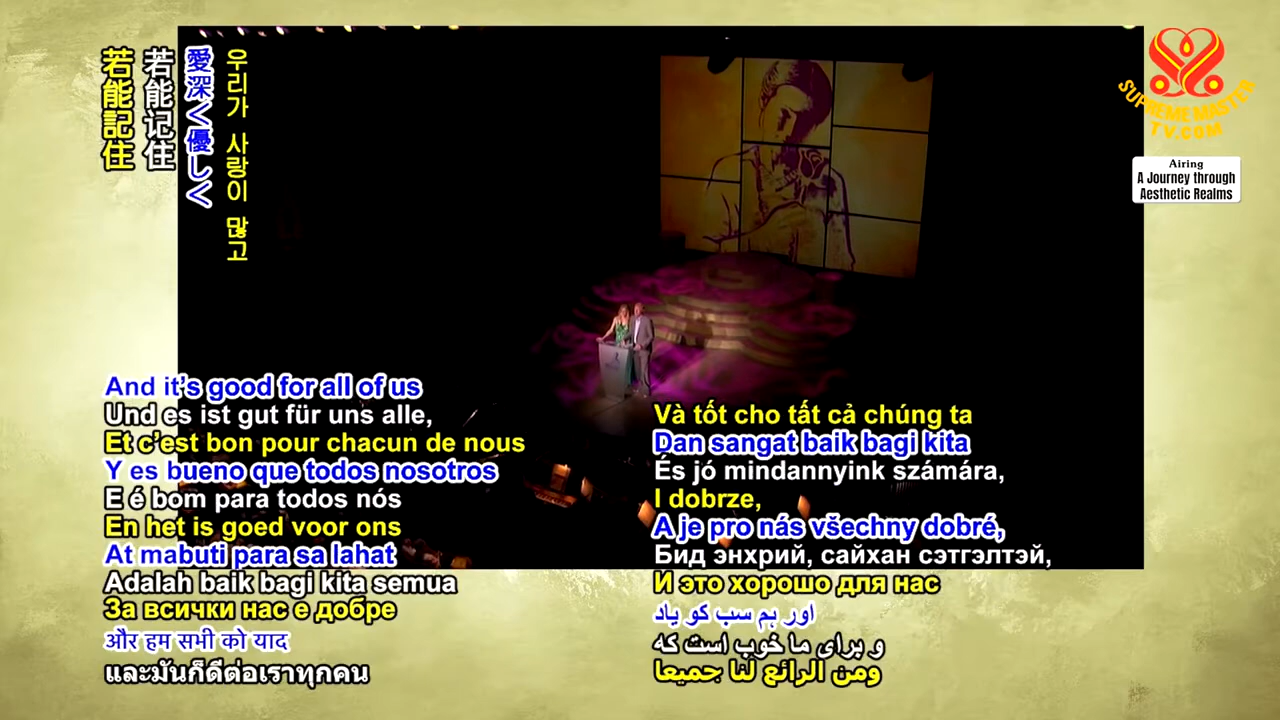 若能記住
若能记住
愛深く優しく
우리가 사랑이 많고
SUPREME MASTER
TV.COM
Airing
A Journey through
Aesthetic Realms
And it's good for all of us
Und es ist gut für uns alle,
Et c'est bon pour chacun de nous
Y es bueno que todos nosotros
E é bom para todos nós
En het is goed voor ons
At mabuti para sa lahat
Adalah baik bagi kita semua
За всички нас е добре
और हम सभी को याद
และมันก็ดีต่อเราทุกคน
Và tốt cho tất cả chúng ta
Dan sangat baik bagi kita
És jó mindannyink számára,
I dobrze,
A je pro nás všechny dobré,
Бид энхрий, сайхан сэтгэлтэй,
И это хорошо для нас
اور ہم سب کو یاد
و برای ما خوب است که
ومن الرائع لنا جميعا